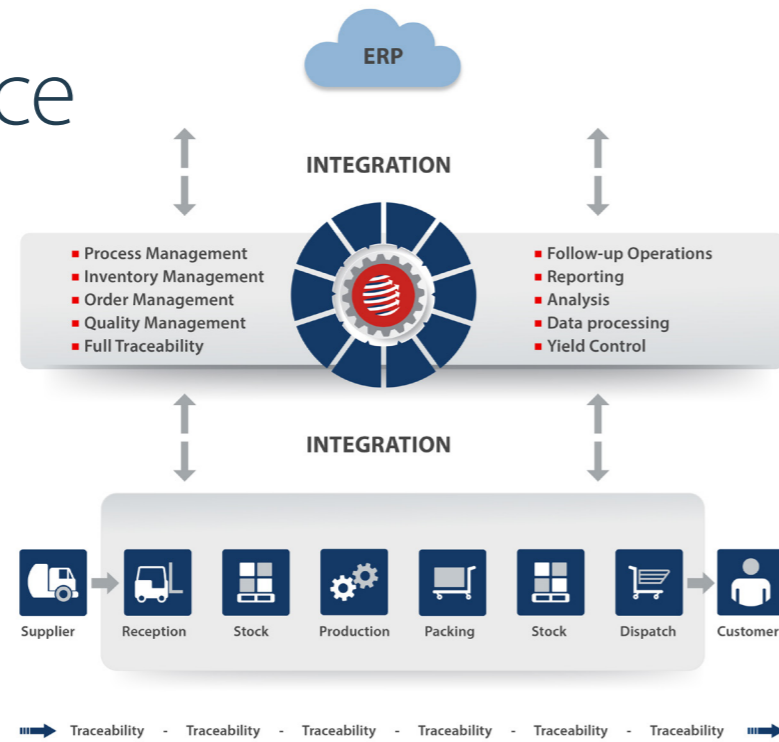 ce
ERP
INTEGRATION
Process Management
Inventory Management
Order Management
Quality Management
Full Traceability
Follow-up Operations
Reporting
Analysis
Data processing
Yield Control
INTEGRATION
Supplier Reception Stock Production Packing Stock Dispatch Customer
Traceability - Traceability - Traceability - Traceability - Traceability - Traceability